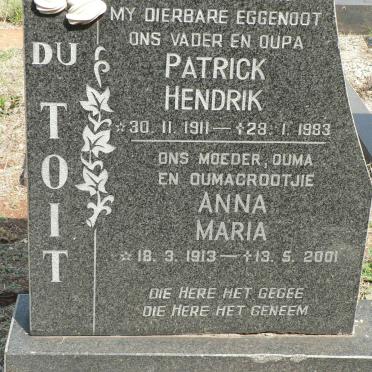 DU TOIT
MY DIERBARE EGGENOOT
ONS VADER EN OUPA
PATRICK
HENDRIK
☆ 30. 11. 1911 — ✝ 28. 1. 1983
ONS MOEDER, OUMA
EN OUMAGROOTJIE
ANNA
MARIA
☆ 18. 3. 1913 — ✝ 13. 5. 2001
DIE HERE HET GEGEE
DIE HERE HET GENEEM